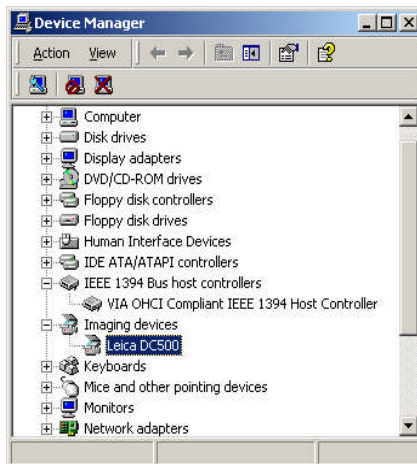 Device Manager
Action View
Computer
Disk drives
Display adapters
DVD/CD-ROM drives
Floppy disk controllers
Floppy disk drives
Human Interface Devices
IDE ATA/ATAPI controllers
IEEE 1394 Bus host controllers
VIA OHCI Compliant IEEE 1394 Host Controller
Imaging devices
Leica DC500
Keyboards
Mice and other pointing devices
Monitors
Network adapters